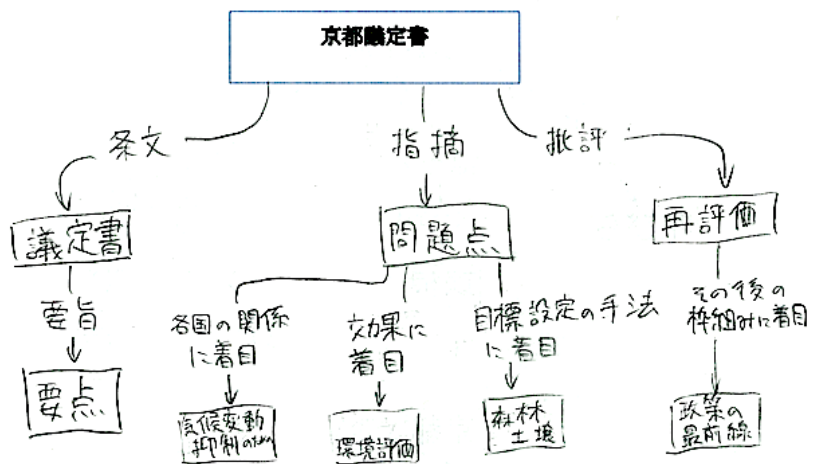 京都議定書
条文
指摘
批評
議定書
問題点
再評価
要旨
各国の関係
に着目
効果に
着目
目標設定の手法
に着目
その後の
枠組みに着目
要点
気候変動
抑制のための
環境評価
森林
土壌
政策の
最前線